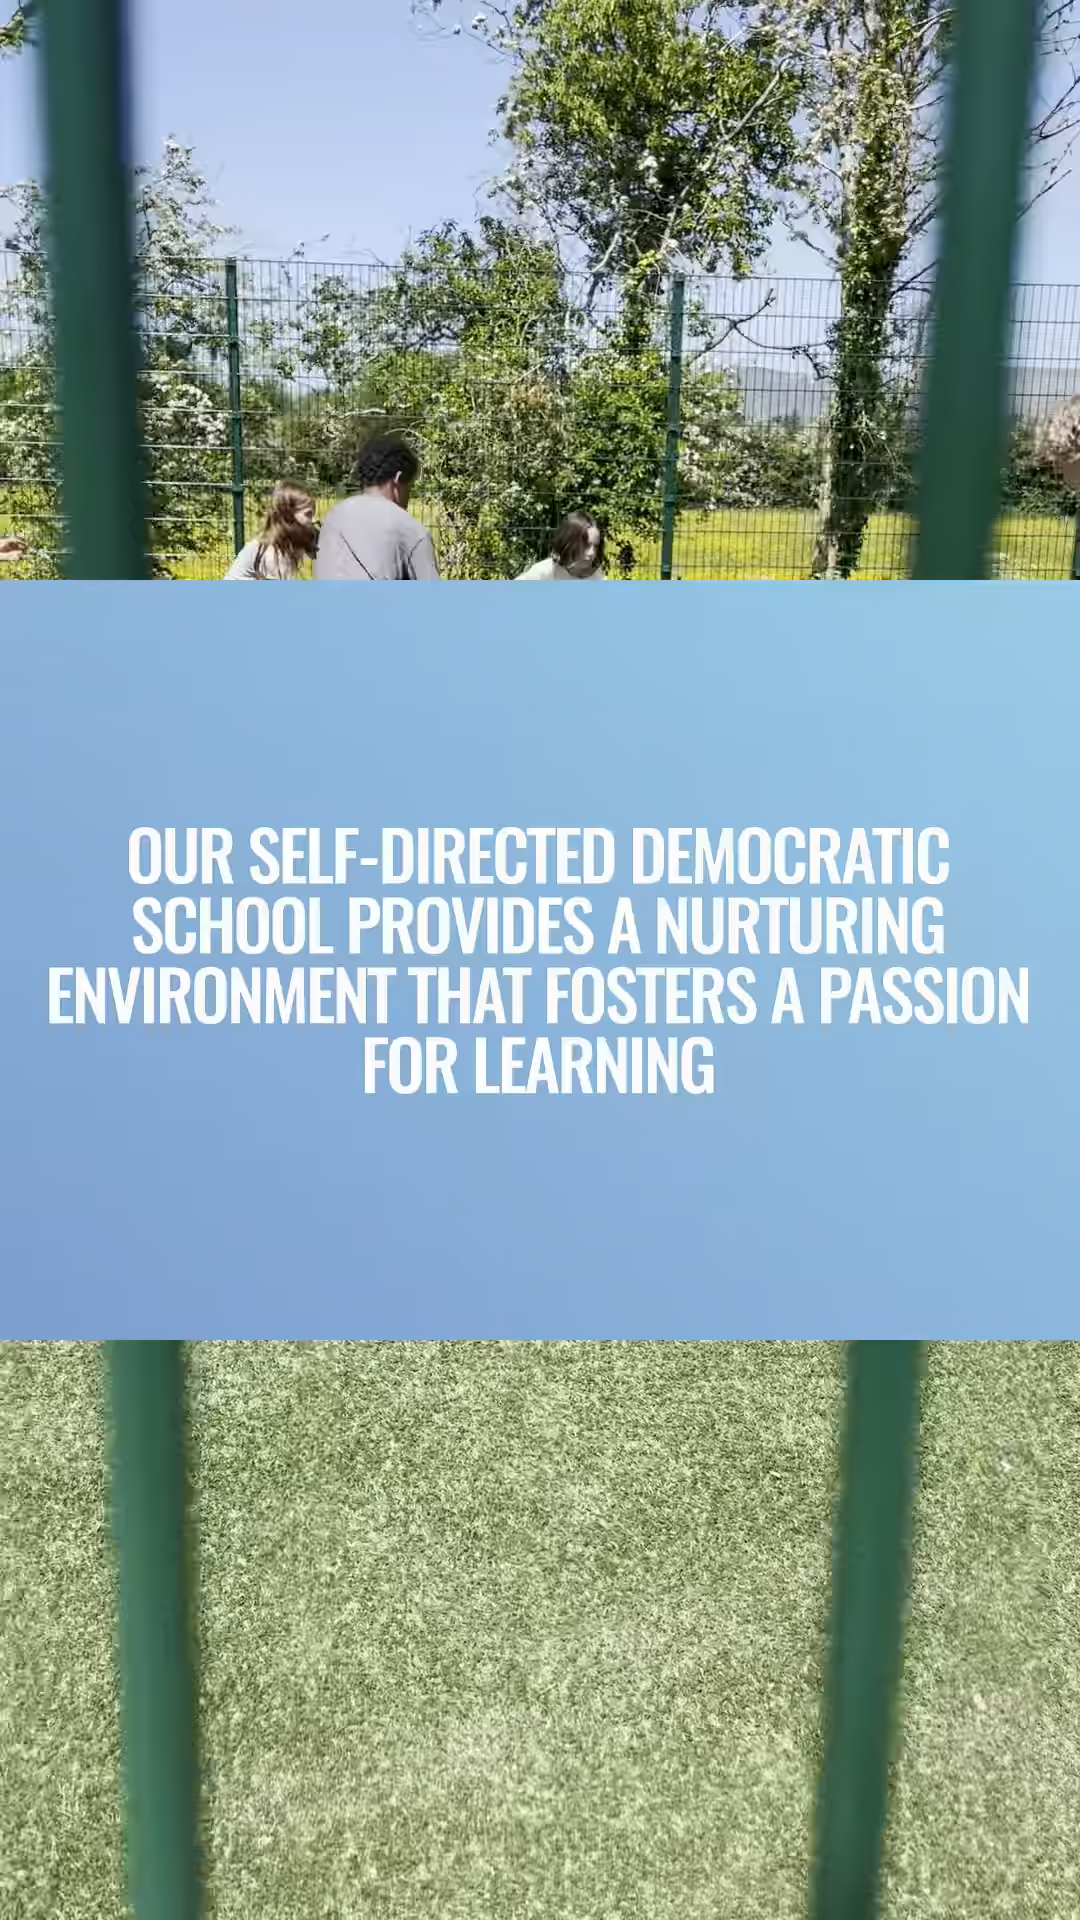 OUR SELF-DIRECTED DEMOCRATIC
SCHOOL PROVIDES A NURTURING
ENVIRONMENT THAT FOSTERS A PASSION
FOR LEARNING